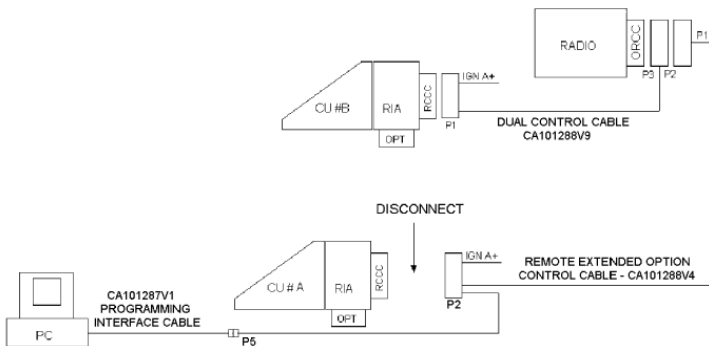 RADIO
ORCC
P3
P2
P1
CU #B
RIA
RCCC
OPT
P1
IGN A+
DUAL CONTROL CABLE
CA101288V9
DISCONNECT
PC
CA101287V1
PROGRAMMING
INTERFACE CABLE
P5
CU # A
RIA
RCCC
OPT
P2
IGN A+
REMOTE EXTENDED OPTION
CONTROL CABLE - CA101288V4